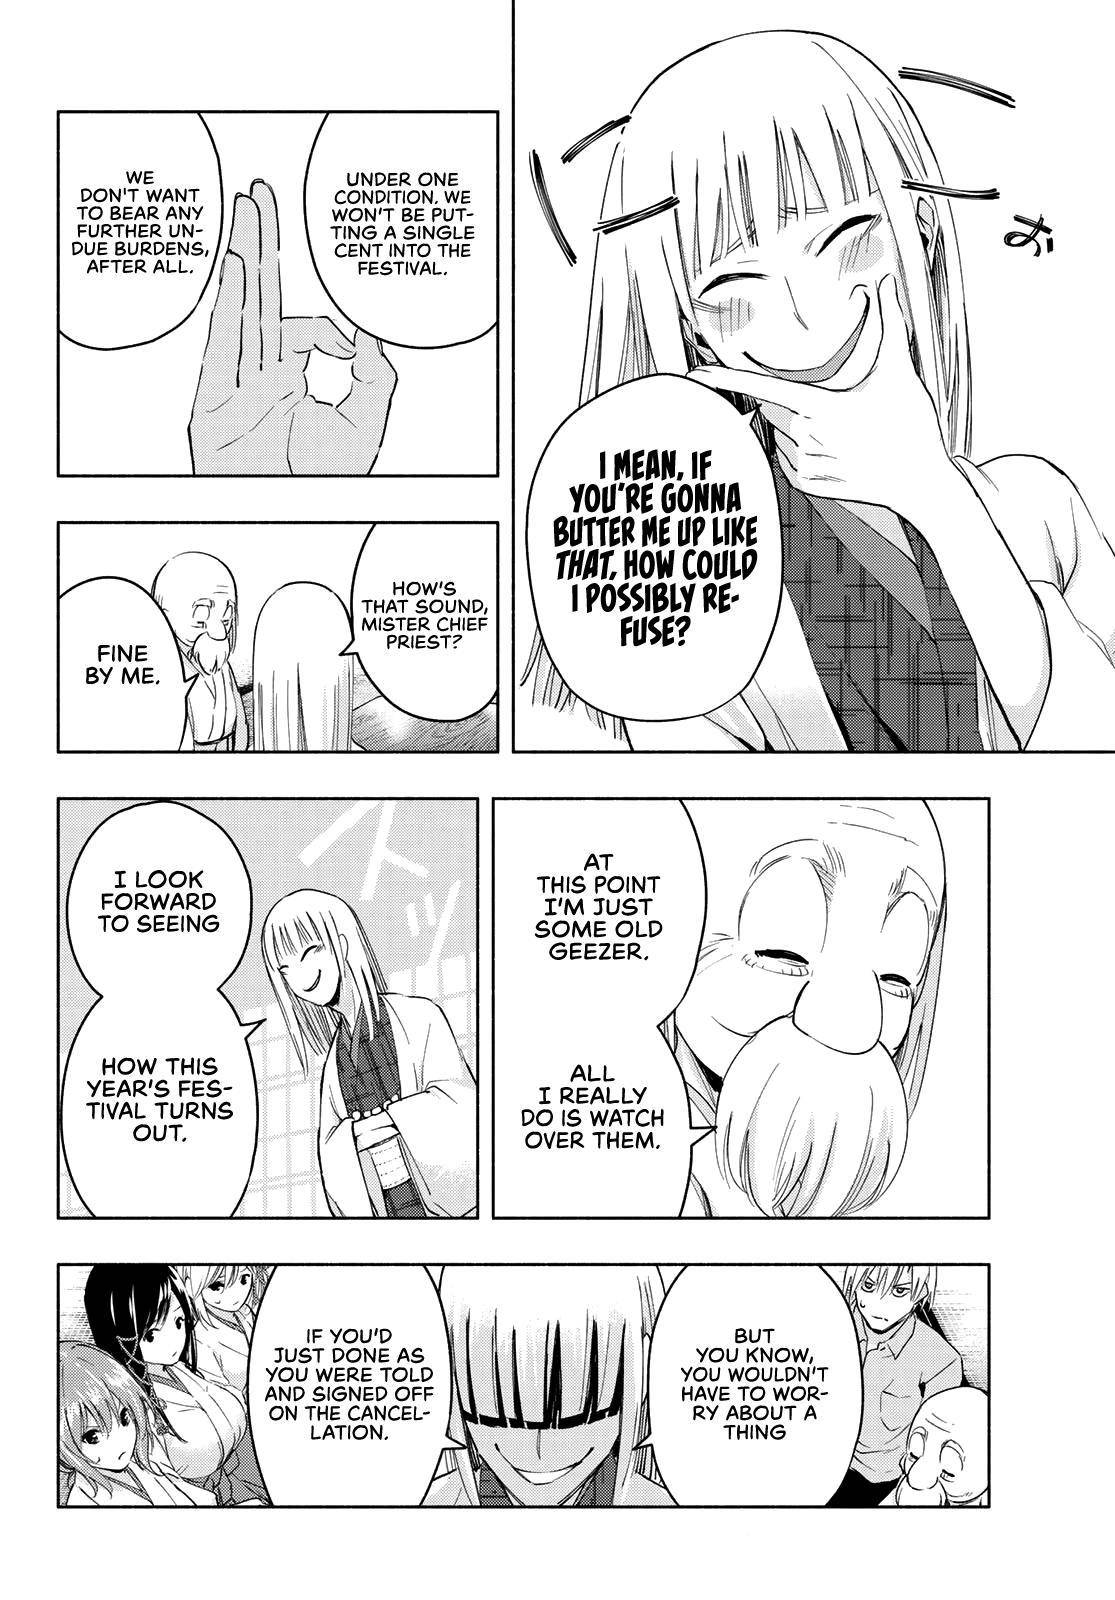 I MEAN, IF
YOU'RE GONNA
BUTTER ME UP LIKE
THAT, HOW COULD
I POSSIBLY RE-
FUSE?
お
UNDER ONE
CONDITION. WE
WON'T BE PUT-
TING A SINGLE
CENT INTO THE
FESTIVAL.
WE
DON'T WANT
TO BEAR ANY
FURTHER UN-
DUE BURDENS,
AFTER ALL.
HOW'S
THAT SOUND,
MISTER CHIEF
PRIEST?
FINE
BY ME.
AT
THIS POINT
I'M JUST
SOME OLD
GEEZER.
ALL
I REALLY
DO IS WATCH
OVER THEM.
スッ
I LOOK
FORWARD
TO SEEING
HOW THIS
YEAR'S FES-
TIVAL TURNS
OUT.
BUT
YOU KNOW,
YOU WOULDN'T
HAVE TO WOR-
RY ABOUT A
THING
IF YOU'D
JUST DONE AS
YOU WERE TOLD
AND SIGNED OFF
ON THE CANCEL-
LATION.